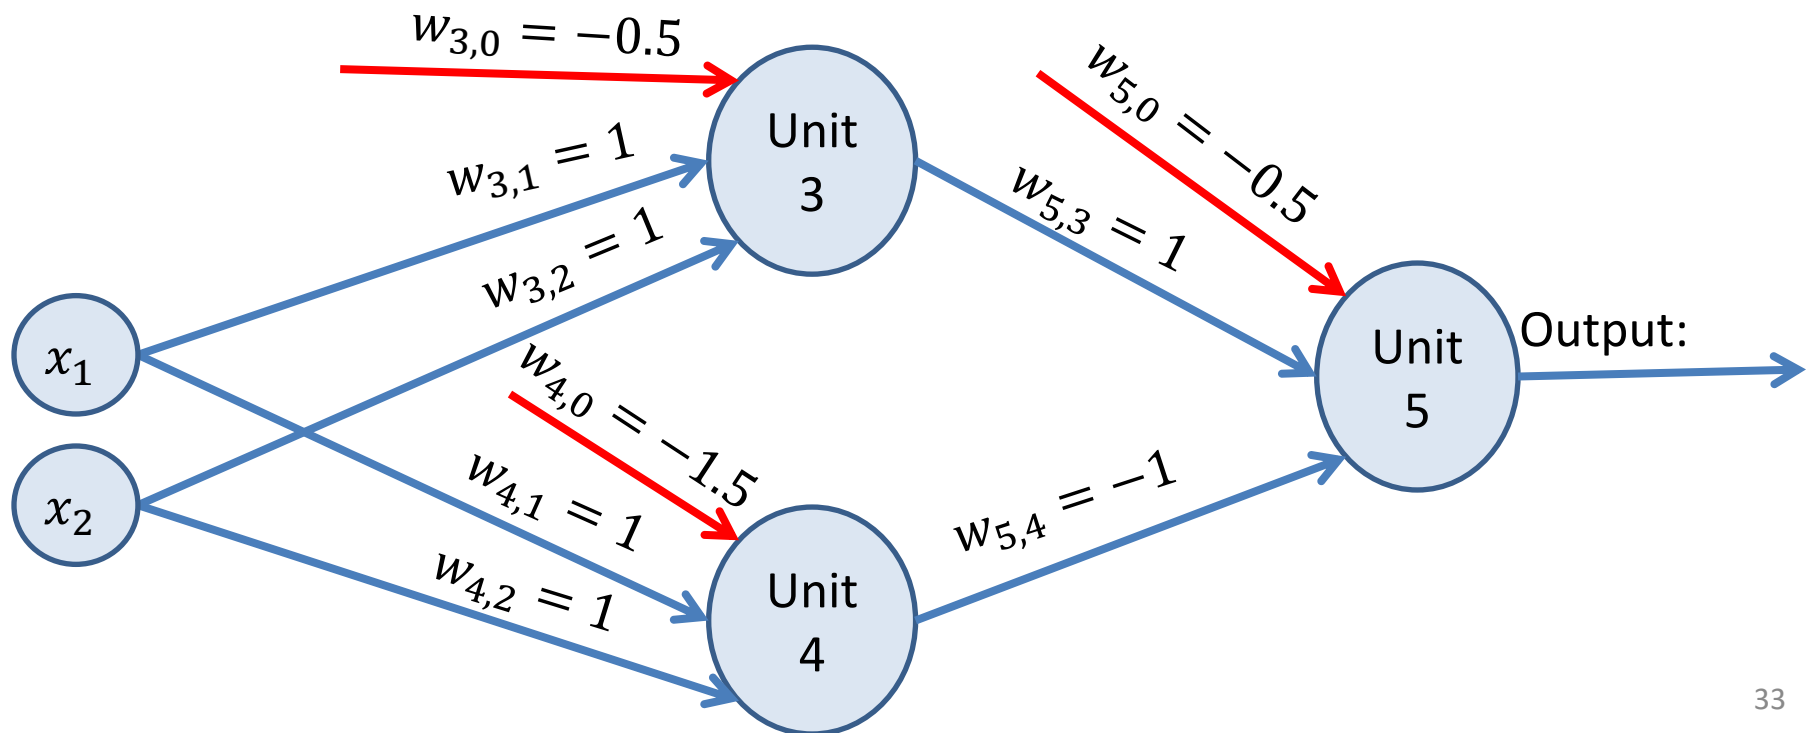 w₃,₀ = −0.5
w₅,₀ = −0.5
Unit
3
w₃,₁ = 1
w₃,₂ = 1
w₅,₃ = 1
x₁
x₂
w₄,₀ = −1.5
w₄,₁ = 1
w₄,₂ = 1
Unit
4
w₅,₄ = −1
Unit
5
Output:
33